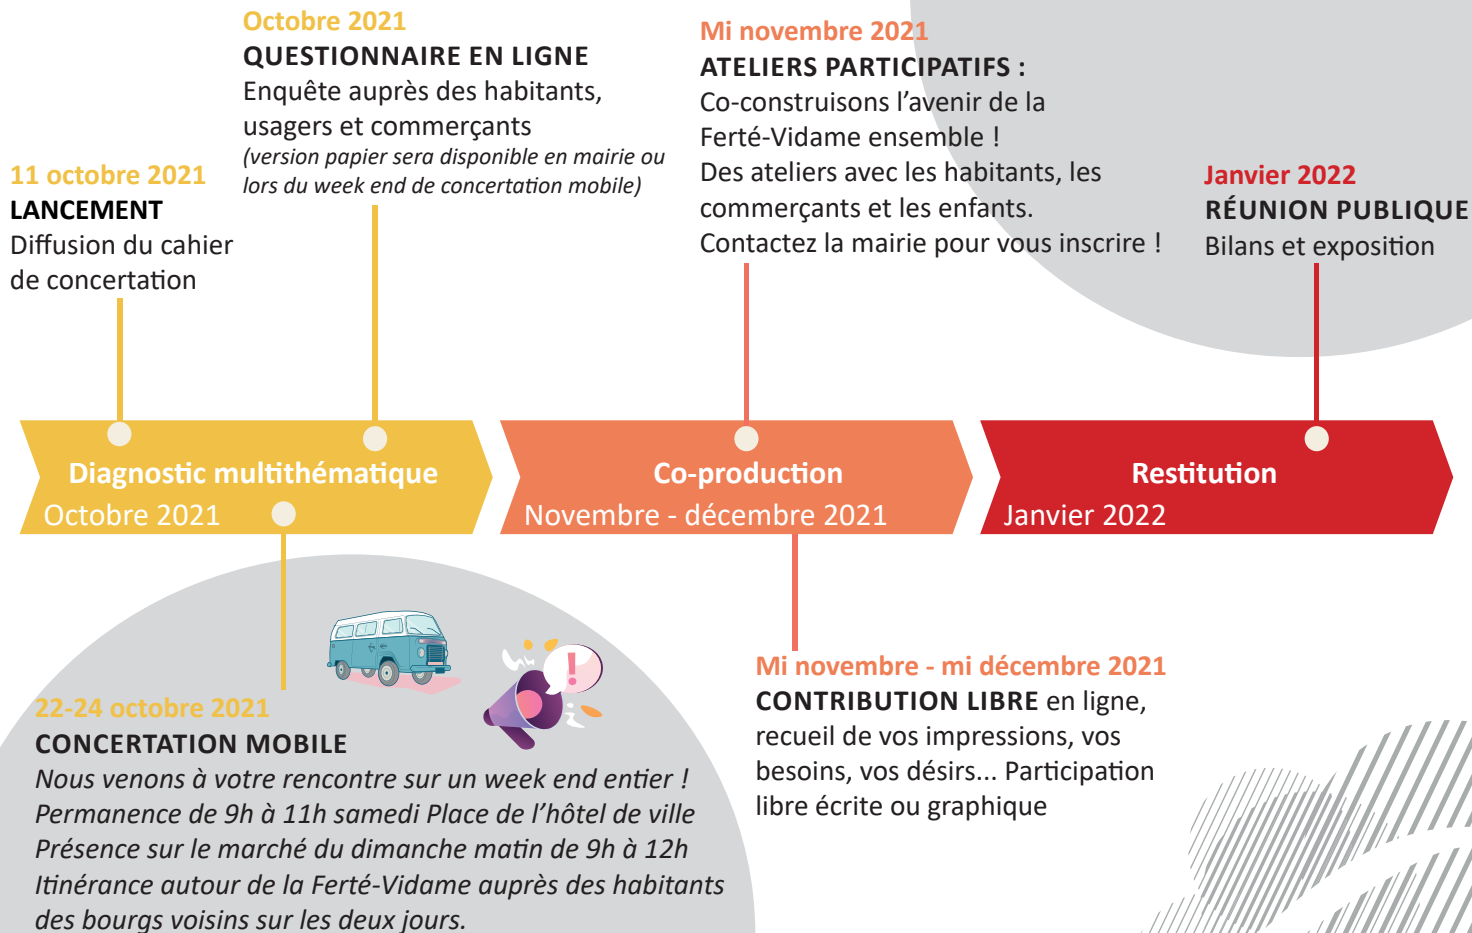 Octobre 2021
QUESTIONNAIRE EN LIGNE
Enquête auprès des habitants,
usagers et commerçants
(version papier sera disponible en mairie ou
lors du week end de concertation mobile)
Mi novembre 2021
ATELIERS PARTICIPATIFS :
Co-construisons l’avenir de la
Ferté-Vidame ensemble !
Des ateliers avec les habitants, les
commerçants et les enfants.
Contactez la mairie pour vous inscrire !
11 octobre 2021
LANCEMENT
Diffusion du cahier
de concertation
Janvier 2022
RÉUNION PUBLIQUE
Bilans et exposition
Diagnostic multithématique
Octobre 2021
Co-production
Novembre - décembre 2021
Restitution
Janvier 2022
!
22-24 octobre 2021
CONCERTATION MOBILE
Nous venons à votre rencontre sur un week end entier !
Permanence de 9h à 11h samedi Place de l’hôtel de ville
Présence sur le marché du dimanche matin de 9h à 12h
Itinérance autour de la Ferté-Vidame auprès des habitants
des bourgs voisins sur les deux jours.
Mi novembre - mi décembre 2021
CONTRIBUTION LIBRE en ligne,
recueil de vos impressions, vos
besoins, vos désirs... Participation
libre écrite ou graphique